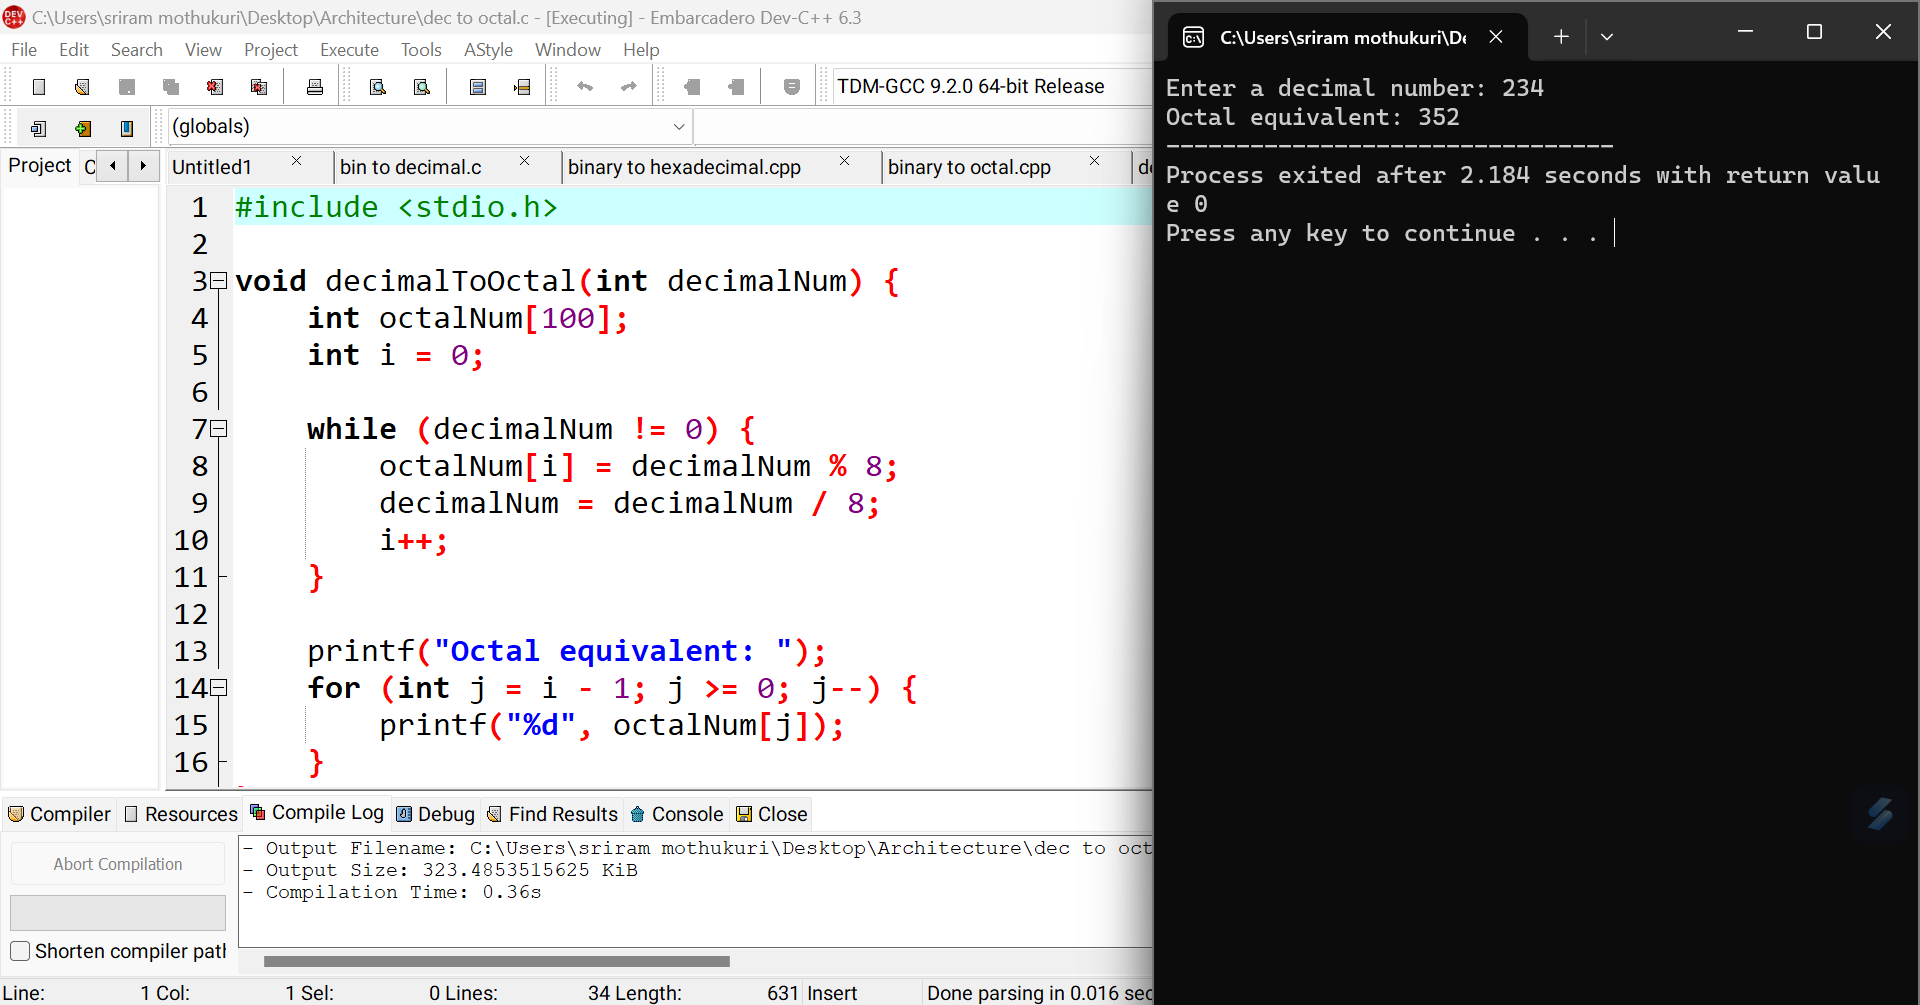 C:\Users\sriram mothukuri\Desktop\Architecture\dec to octal.c - [Executing] - Embarcadero Dev-C++ 6.3
File Edit Search View Project Execute Tools AStyle Window Help
TDM-GCC 9.2.0 64-bit Release
(globals)
Project
Untitled1 bin to decimal.c binary to hexadecimal.cpp binary to octal.cpp
1 #include <stdio.h>
2
3 void decimalToOctal(int decimalNum) {
4 int octalNum[100];
5 int i = 0;
6
7 while (decimalNum != 0) {
8 octalNum[i] = decimalNum % 8;
9 decimalNum = decimalNum / 8;
10 i++;
11 }
12
13 printf("Octal equivalent: ");
14 for (int j = i - 1; j >= 0; j--) {
15 printf("%d", octalNum[j]);
16 }
Compiler Resources Compile Log Debug Find Results Console Close
Abort Compilation
Shorten compiler path
- Output Filename: C:\Users\sriram mothukuri\Desktop\Architecture\dec to oct
- Output Size: 323.4853515625 KiB
- Compilation Time: 0.36s
Line: 1 Col: 1 Sel: 0 Lines: 34 Length: 631 Insert Done parsing in 0.016 sec
C:\Users\sriram mothukuri\De
Enter a decimal number: 234
Octal equivalent: 352
--------------------------------
Process exited after 2.184 seconds with return valu
e 0
Press any key to continue . . .